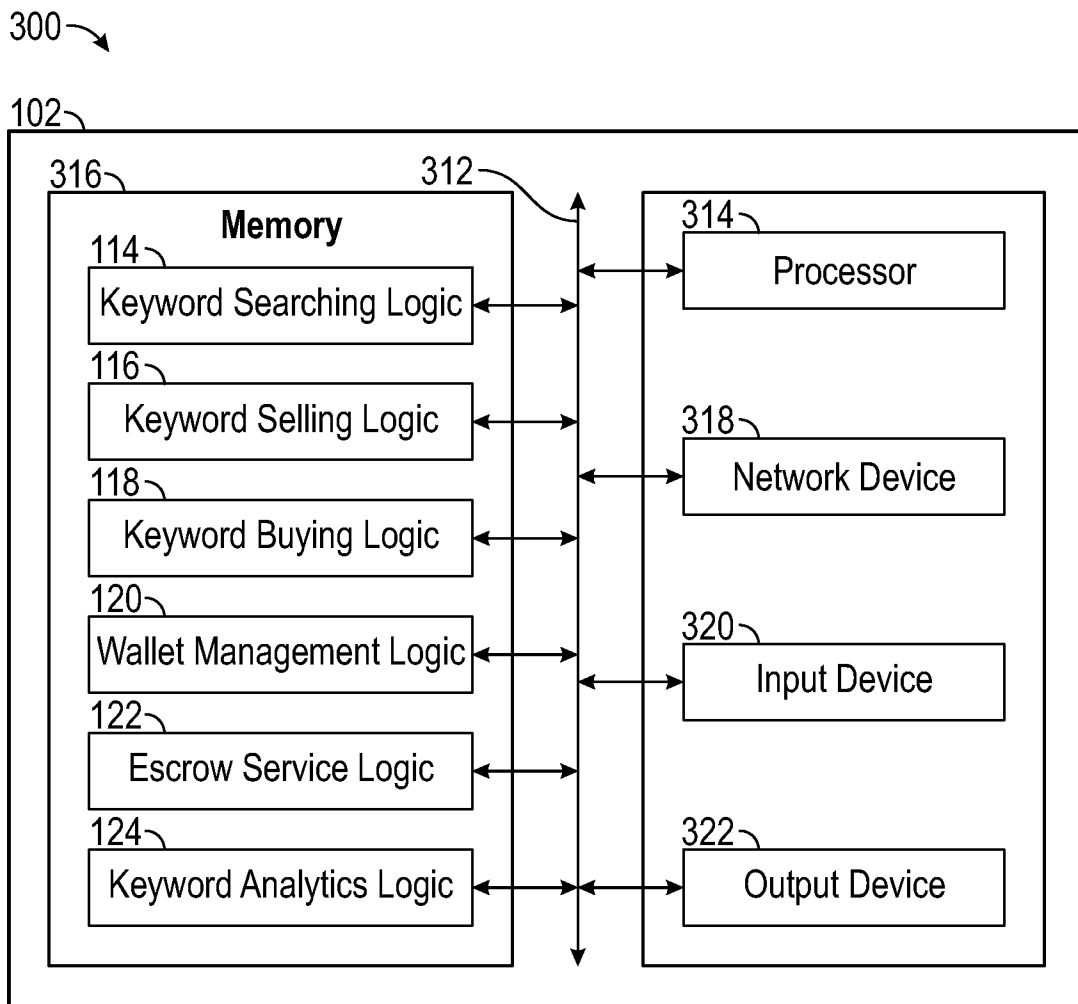 300
102
316
312
Memory
114
Keyword Searching Logic
116
Keyword Selling Logic
118
Keyword Buying Logic
120
Wallet Management Logic
122
Escrow Service Logic
124
Keyword Analytics Logic
314
Processor
318
Network Device
320
Input Device
322
Output Device